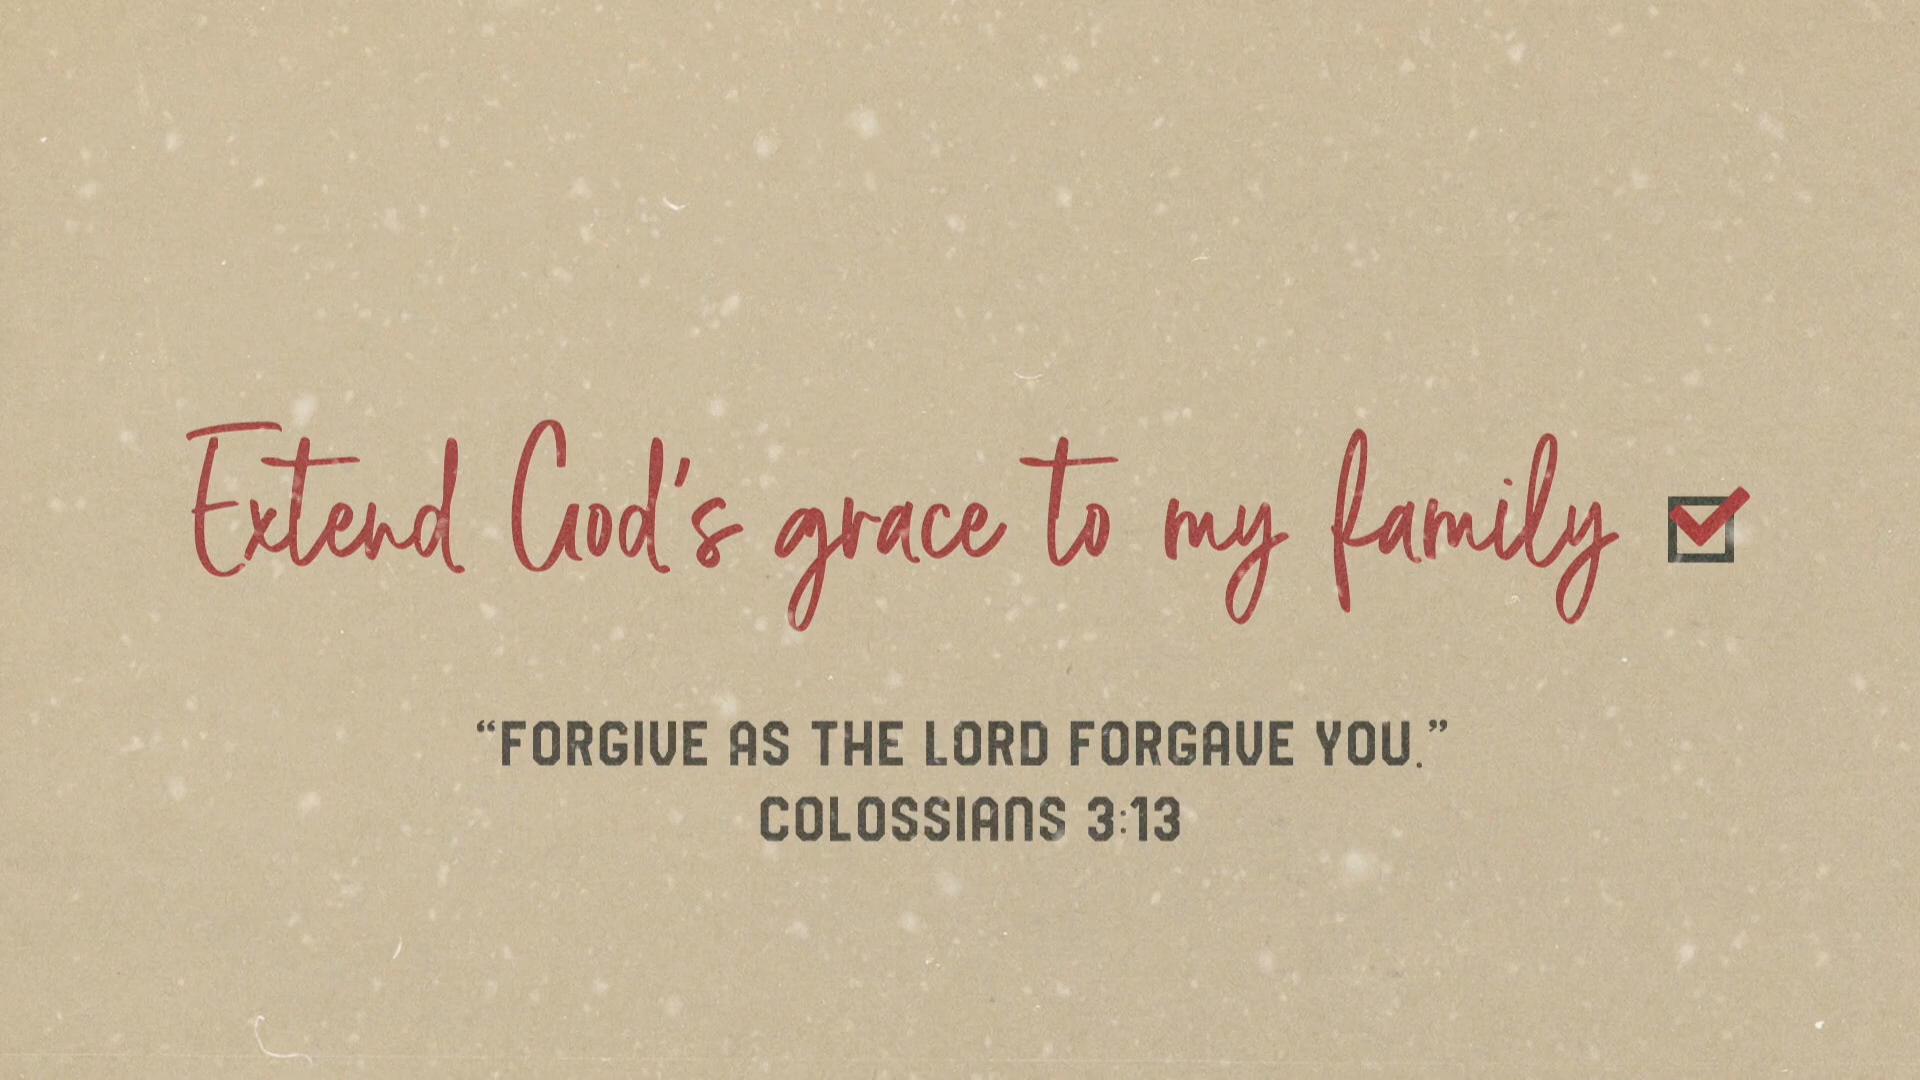 Extend God's grace to my family
“FORGIVE AS THE LORD FORGAVE YOU.”
COLOSSIANS 3:13